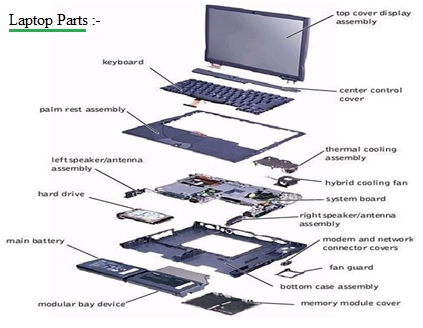 Laptop Parts :-
top cover display
assembly
keyboard
center control
cover
palm rest assembly
thermal cooling
assembly
left speaker/antenna
assembly
hybrid cooling fan
hard drive
system board
right speaker/antenna
assembly
main battery
modem and network
connector covers
fan guard
bottom case assembly
modular bay device
memory module cover